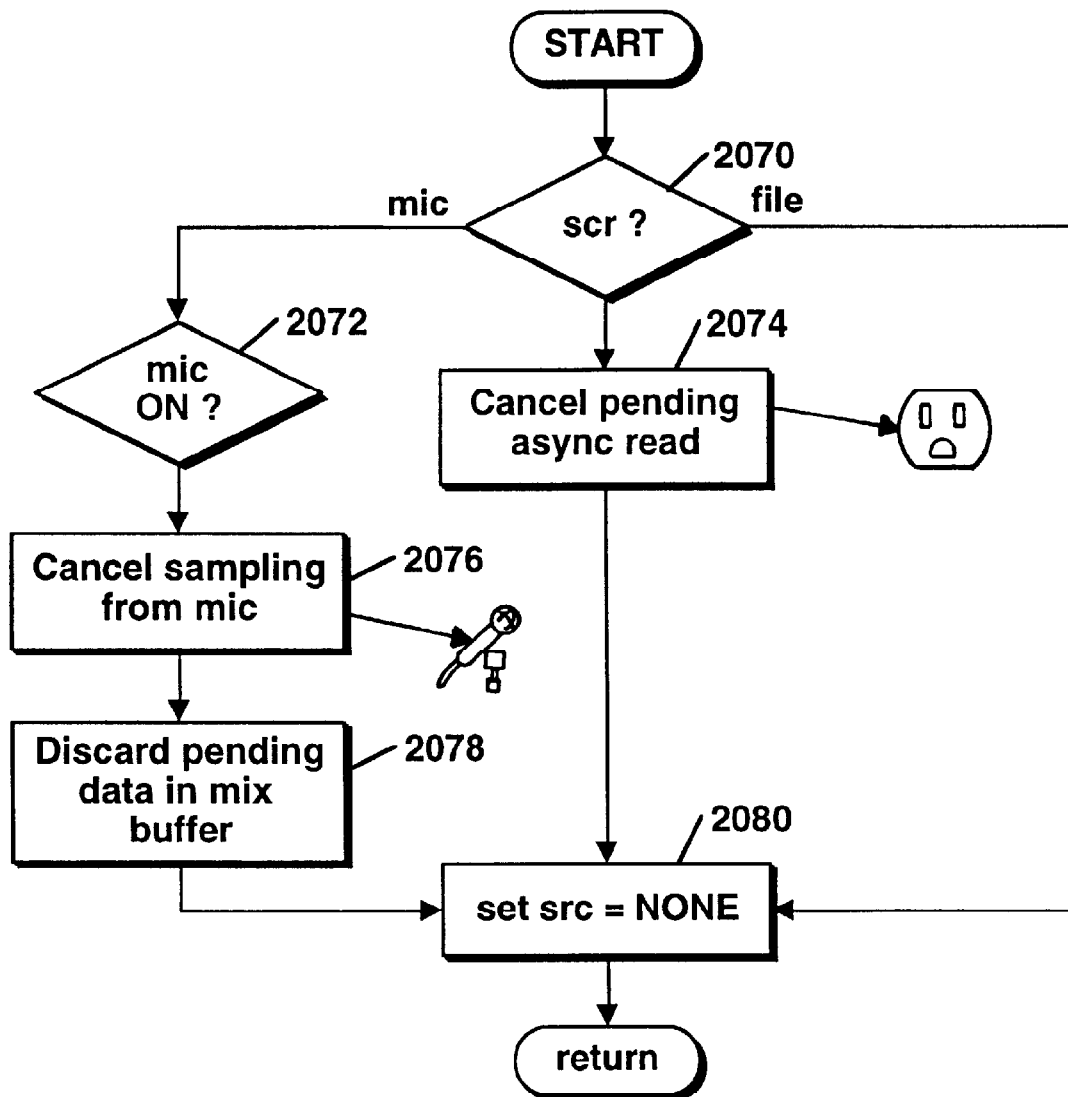 START
2070
mic
file
scr ?
2072
2074
mic
ON ?
Cancel pending
async read
2076
Cancel sampling
from mic
2078
Discard pending
data in mix
buffer
2080
set src = NONE
return